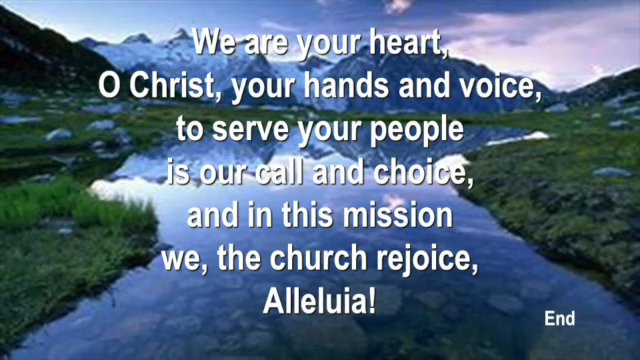 We are your heart,
O Christ, your hands and voice,
to serve your people
is our call and choice,
and in this mission
we, the church rejoice,
Alleluia!
End